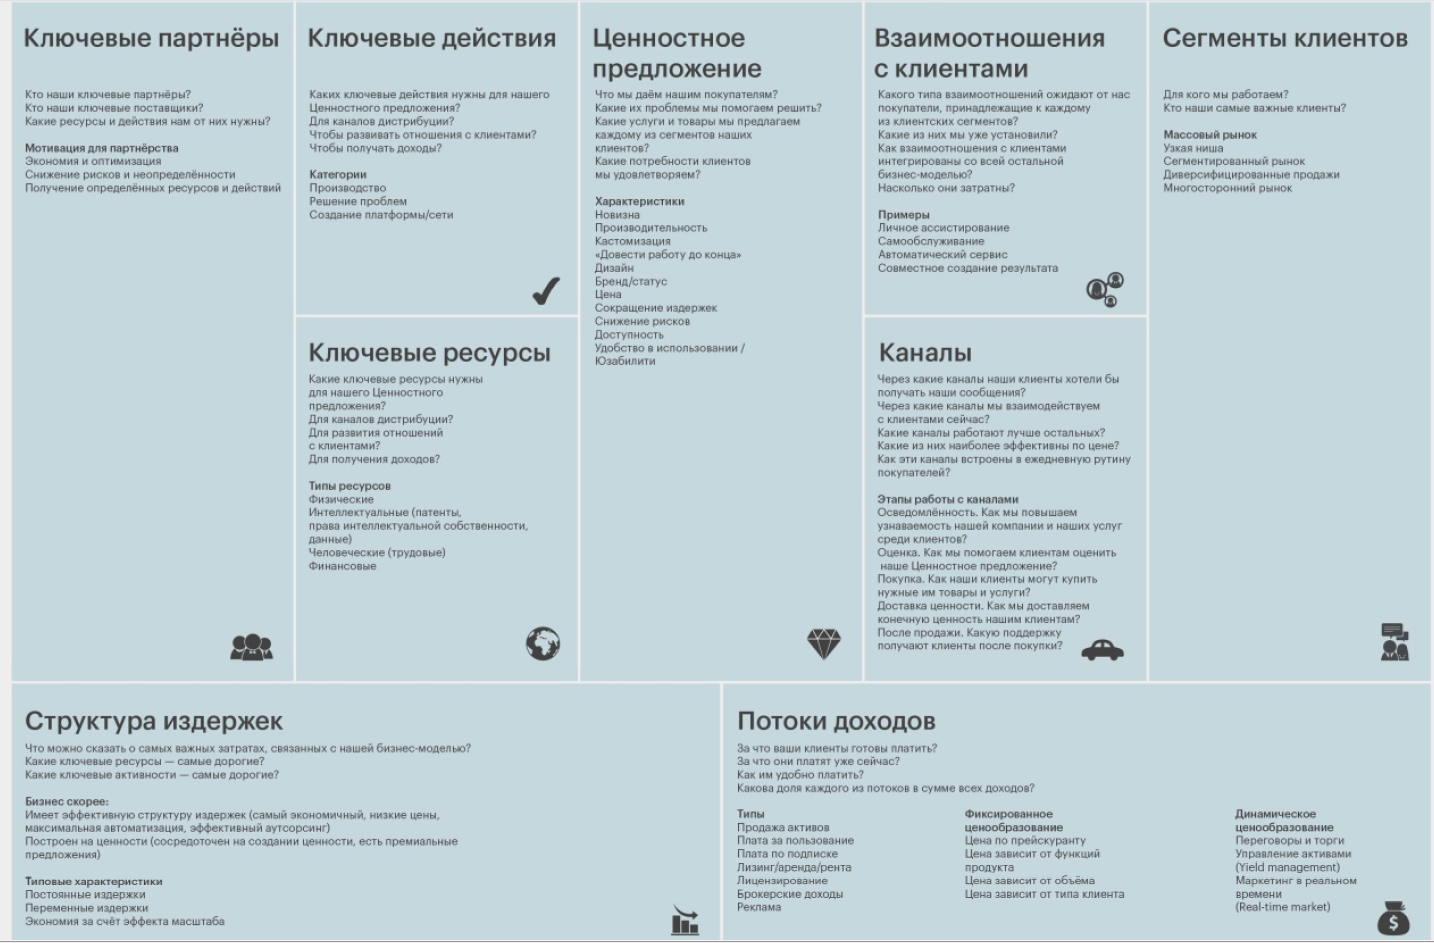 Ключевые партнёры
Кто наши ключевые партнёры?
Кто наши ключевые поставщики?
Какие ресурсы и действия нам от них нужны?
Мотивация для партнёрства
Экономия и оптимизация
Снижение рисков и неопределённости
Получение определённых ресурсов и действий
Ключевые действия
Каких ключевые действия нужны для нашего
Ценностного предложения?
Для каналов дистрибуции?
Чтобы развивать отношения с клиентами?
Чтобы получать доходы?
Категории
Производство
Решение проблем
Создание платформы/сети
Ключевые ресурсы
Какие ключевые ресурсы нужны
для нашего Ценностного
предложения?
Для каналов дистрибуции?
Для развития отношений
с клиентами?
Для получения доходов?
Типы ресурсов
Физические
Интеллектуальные (патенты,
права интеллектуальной собственности,
данные)
Человеческие (трудовые)
Финансовые
Ценностное
предложение
Что мы даём нашим покупателям?
Какие их проблемы мы помогаем решить?
Какие услуги и товары мы предлагаем
каждому из сегментов наших
клиентов?
Какие потребности клиентов
мы удовлетворяем?
Характеристики
Новизна
Производительность
Кастомизация
«Довести работу до конца»
Дизайн
Бренд/статус
Цена
Сокращение издержек
Снижение рисков
Доступность
Удобство в использовании /
Юзабилити
Взаимоотношения
с клиентами
Какого типа взаимоотношений ожидают от нас
покупатели, принадлежащие к каждому
из клиентских сегментов?
Какие из них мы уже установили?
Как взаимоотношения с клиентами
интегрированы со всей остальной
бизнес-моделью?
Насколько они затратны?
Примеры
Личное ассистирование
Самообслуживание
Автоматический сервис
Совместное создание результата
Каналы
Через какие каналы наши клиенты хотели бы
получать наши сообщения?
Через какие каналы мы взаимодействуем
с клиентами сейчас?
Какие каналы работают лучше остальных?
Какие из них наиболее эффективны по цене?
Как эти каналы встроены в ежедневную рутину
покупателей?
Этапы работы с каналами
Осведомлённость. Как мы повышаем
узнаваемость нашей компании и наших услуг
среди клиентов?
Оценка. Как мы помогаем клиентам оценить
наше Ценностное предложение?
Покупка. Как наши клиенты могут купить
нужные им товары и услуги?
Доставка ценности. Как мы доставляем
конечную ценность нашим клиентам?
После продажи. Какую поддержку
получают клиенты после покупки?
Сегменты клиентов
Для кого мы работаем?
Кто наши самые важные клиенты?
Массовый рынок
Узкая ниша
Сегментированный рынок
Диверсифицированные продажи
Многосторонний рынок
Структура издержек
Что можно сказать о самых важных затратах, связанных с нашей бизнес-моделью?
Какие ключевые ресурсы — самые дорогие?
Какие ключевые активности — самые дорогие?
Бизнес скорее:
Имеет эффективную структуру издержек (самый экономичный, низкие цены,
максимальная автоматизация, эффективный аутсорсинг)
Построен на ценности (сосредоточен на создании ценности, есть премиальные
предложения)
Типовые характеристики
Постоянные издержки
Переменные издержки
Экономия за счёт эффекта масштаба
Потоки доходов
За что ваши клиенты готовы платить?
За что они платят уже сейчас?
Как им удобно платить?
Какова доля каждого из потоков в сумме всех доходов?
Типы
Продажа активов
Плата за пользование
Плата по подписке
Лизинг/аренда/рента
Лицензирование
Брокерские доходы
Реклама
Фиксированное
ценообразование
Цена по прейскуранту
Цена зависит от функций
продукта
Цена зависит от объёма
Цена зависит от типа клиента
Динамическое
ценообразование
Переговоры и торги
Управление активами
(Yield management)
Маркетинг в реальном
времени
(Real-time market)
$